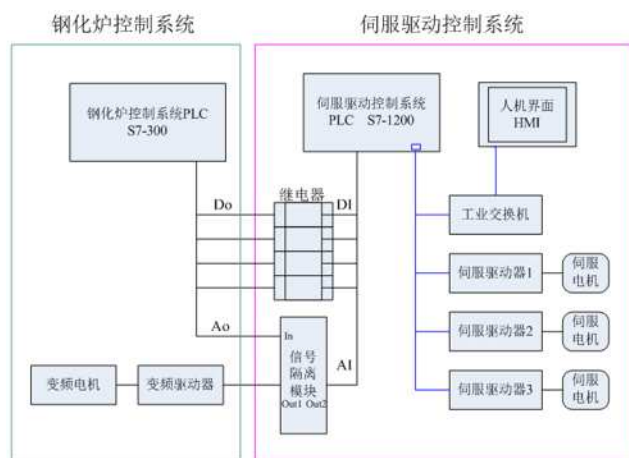 钢化炉控制系统
伺服驱动控制系统
钢化炉控制系统PLC
S7-300
伺服驱动控制系统
PLC S7-1200
人机界面
HMI
继电器
Do
DI
工业交换机
伺服驱动器1
伺服
电机
Ao
In
信号
隔离
模块
Out1 Out2
AI
伺服驱动器2
伺服
电机
变频电机
变频驱动器
伺服驱动器3
伺服
电机